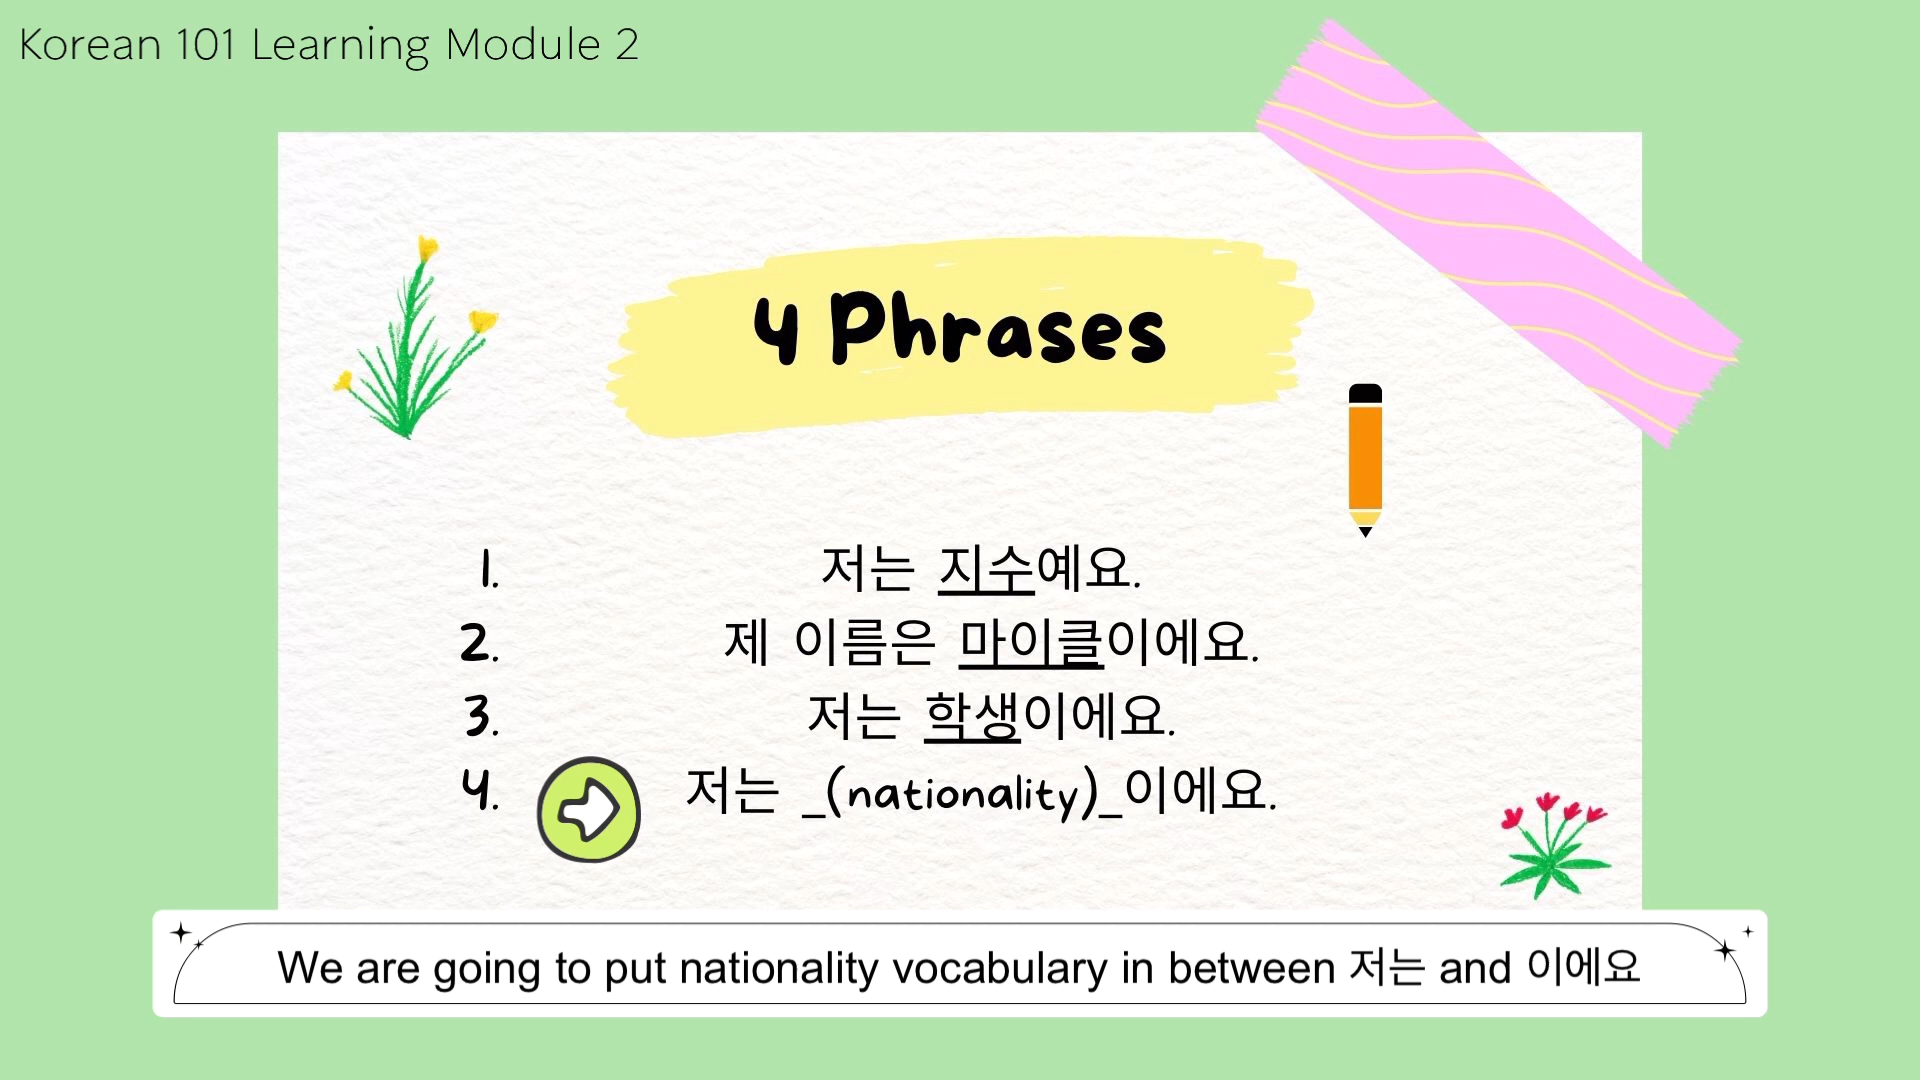 Korean 101 Learning Module 2
4 Phrases
1. 저는 지수예요.
2. 제 이름은 마이클이에요.
3. 저는 학생이에요.
4. 저는 _(nationality)_이에요.
We are going to put nationality vocabulary in between 저는 and 이에요